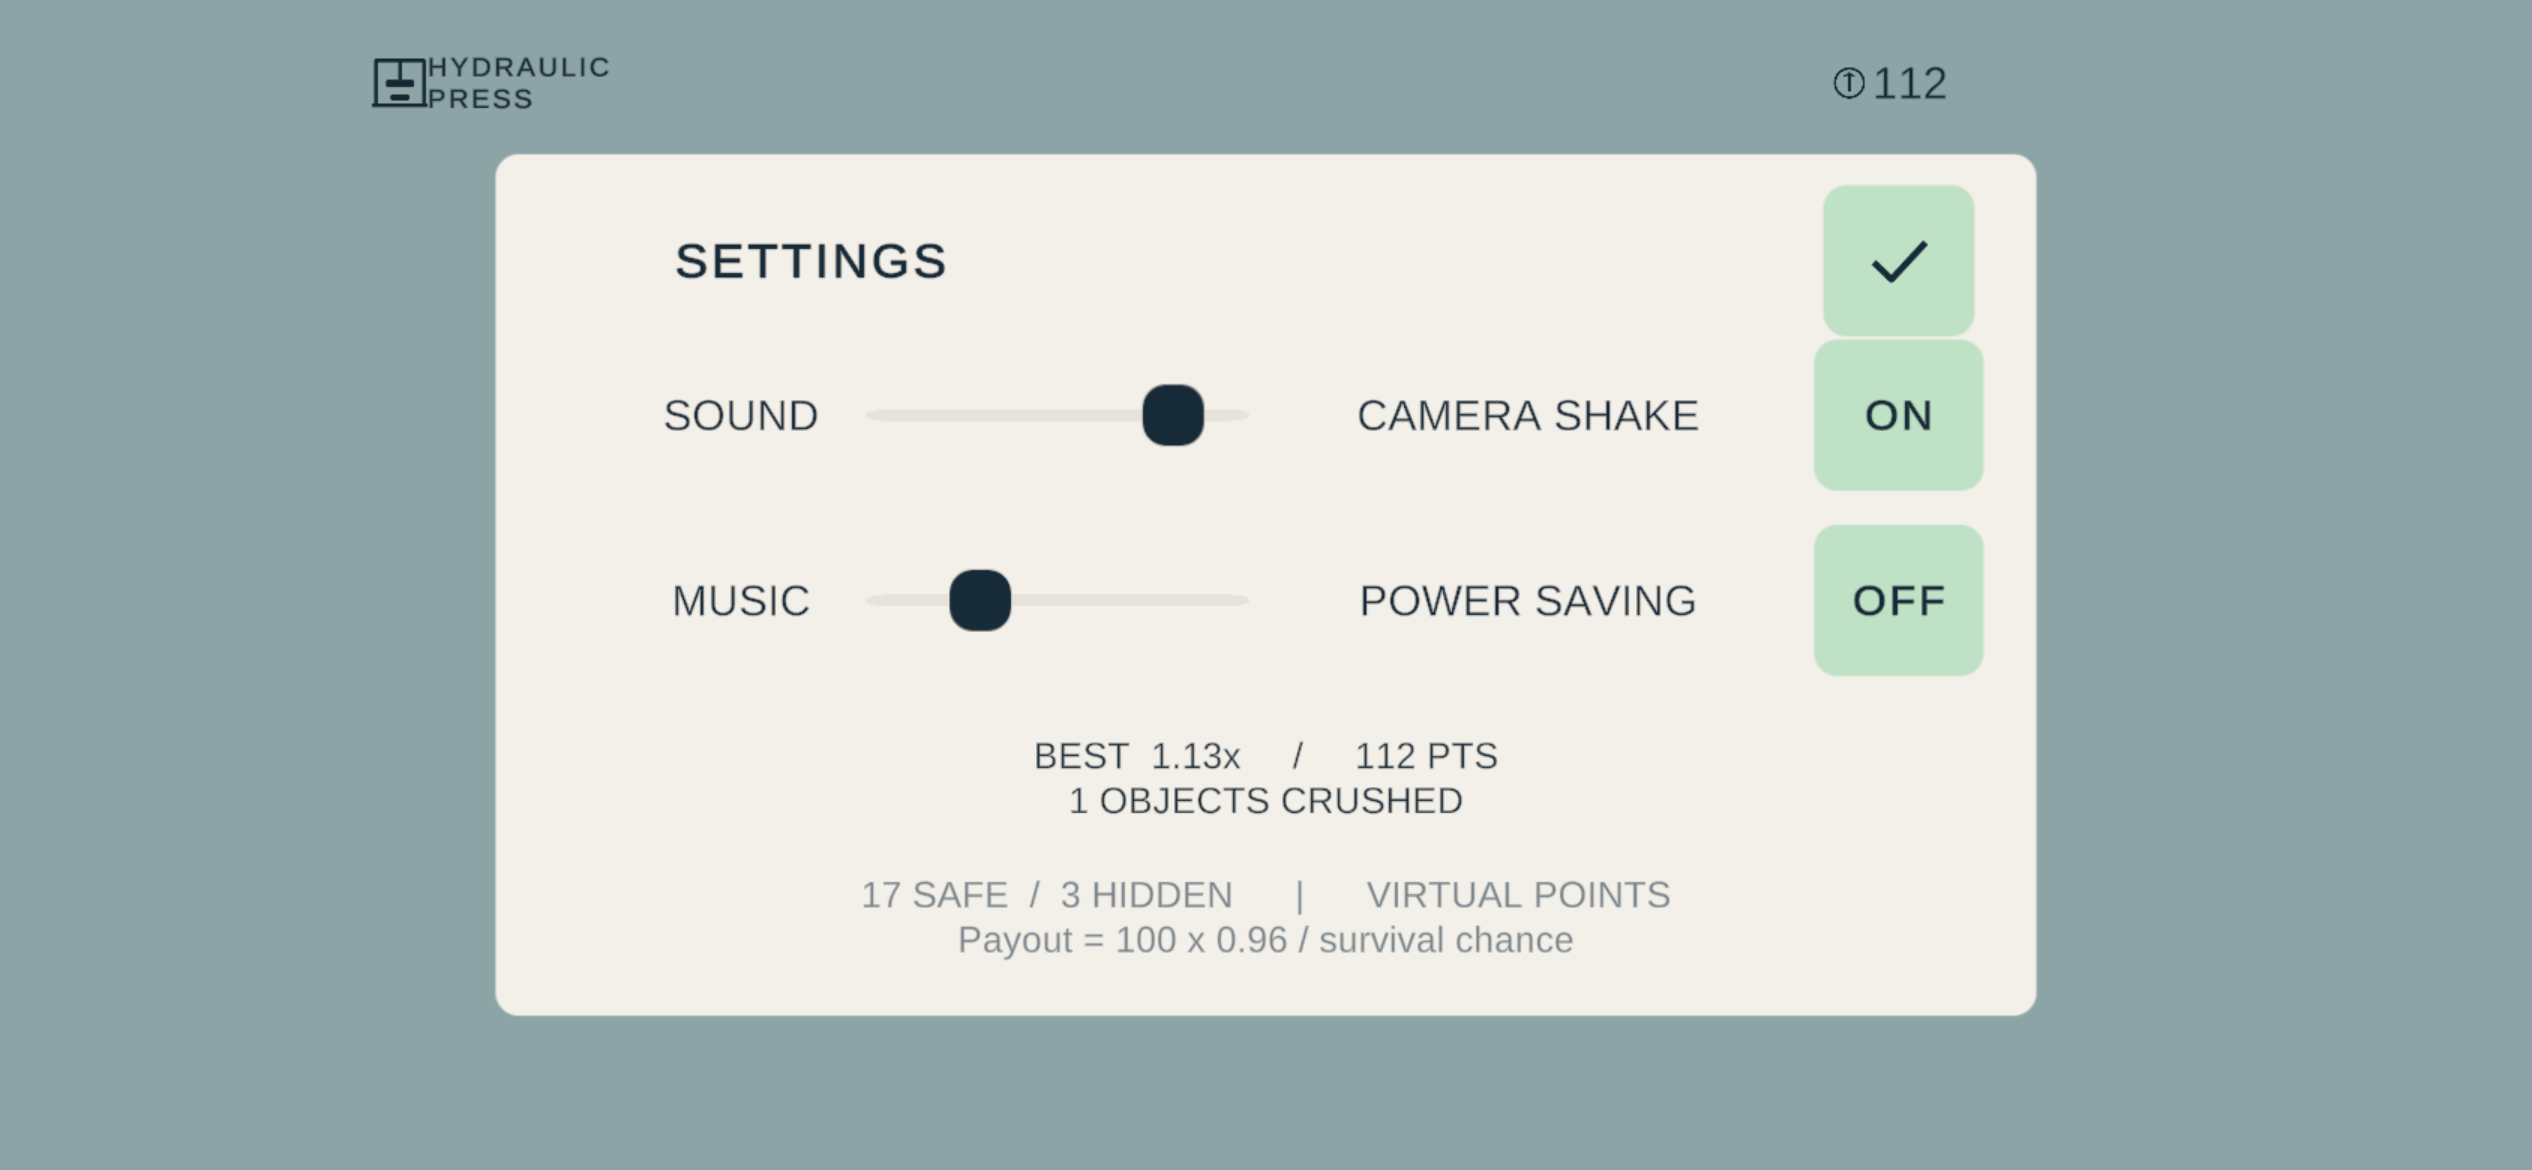 HYDRAULIC
PRESS
112
SETTINGS
SOUND
CAMERA SHAKE
ON
MUSIC
POWER SAVING
OFF
BEST 1.13x / 112 PTS
1 OBJECTS CRUSHED
17 SAFE / 3 HIDDEN | VIRTUAL POINTS
Payout = 100 x 0.96 / survival chance